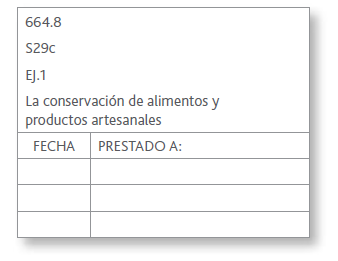 664.8
S29c
EJ.1
La conservación de alimentos y
productos artesanales
FECHA PRESTADO A: